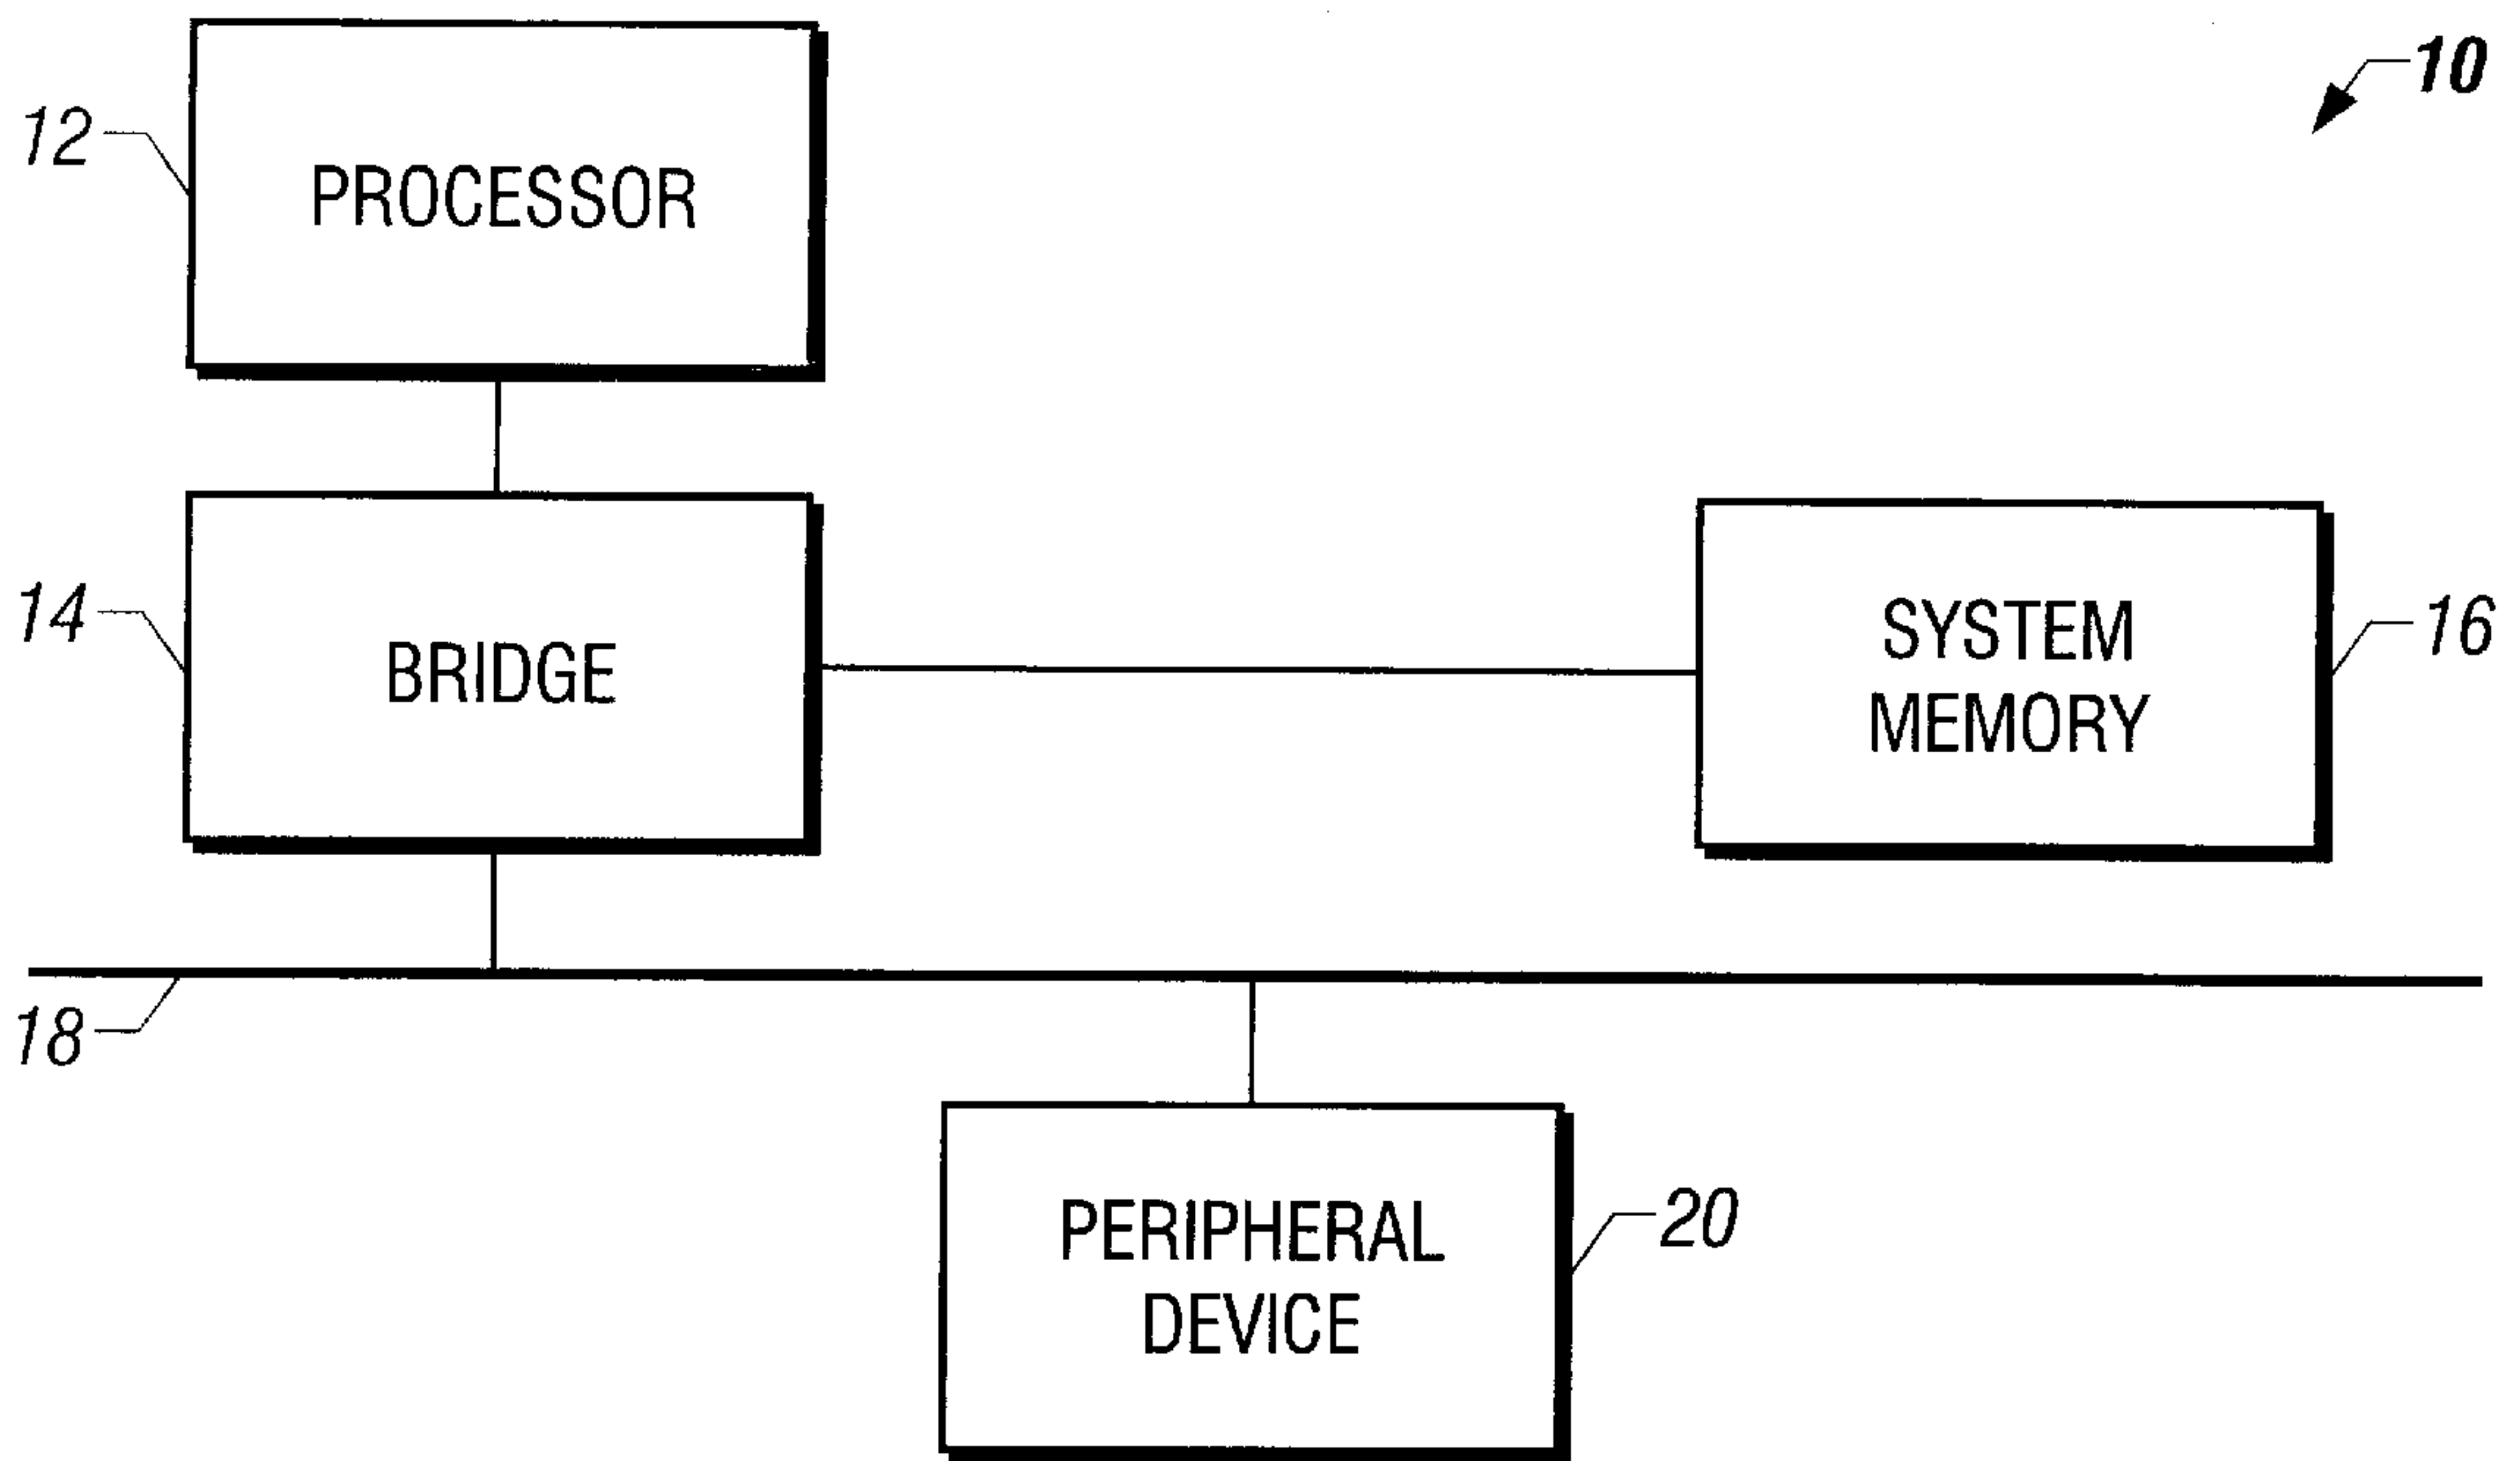 10
12
PROCESSOR
14
BRIDGE
SYSTEM
MEMORY
16
18
PERIPHERAL
DEVICE
20